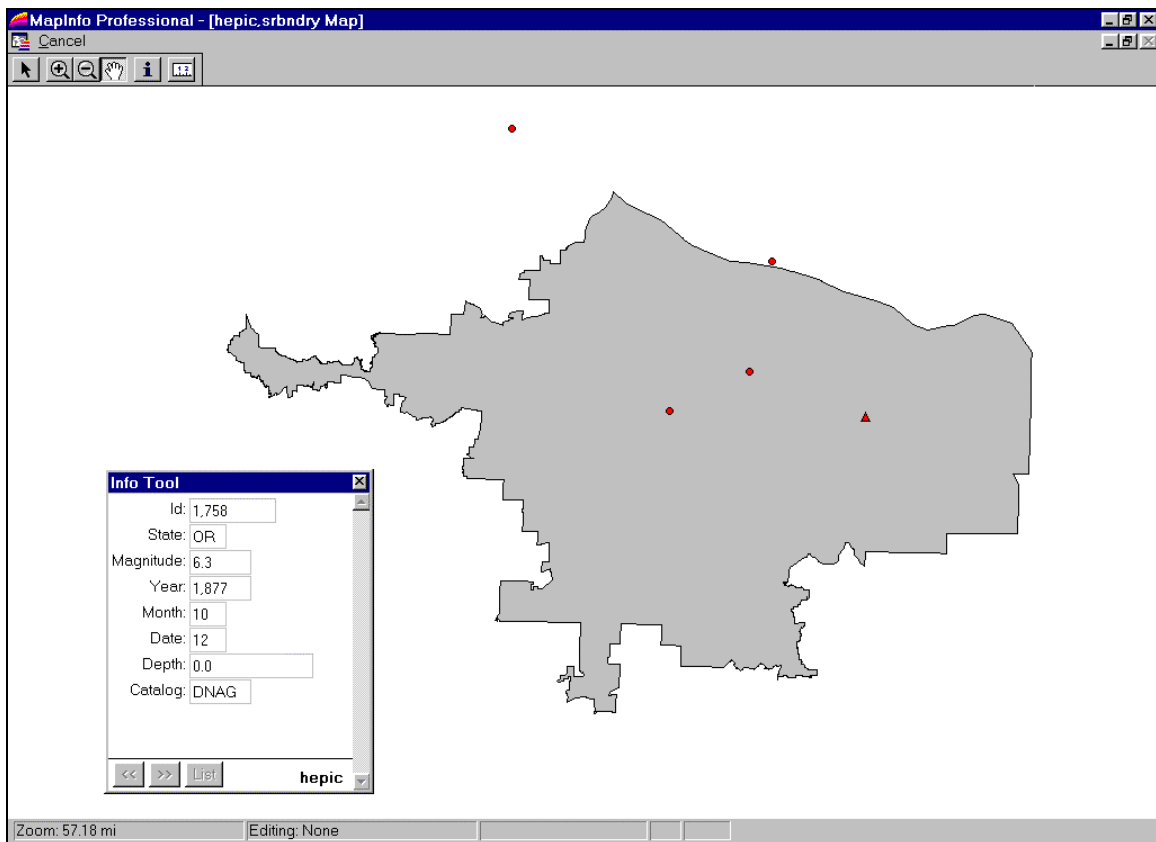 MapInfo Professional - [hepic,srbndry Map]
Cancel
Info Tool
Id: 1,758
State: OR
Magnitude: 6.3
Year: 1,877
Month: 10
Date: 12
Depth: 0.0
Catalog: DNAG
<< >> List hepic
Zoom: 57.18 mi Editing: None